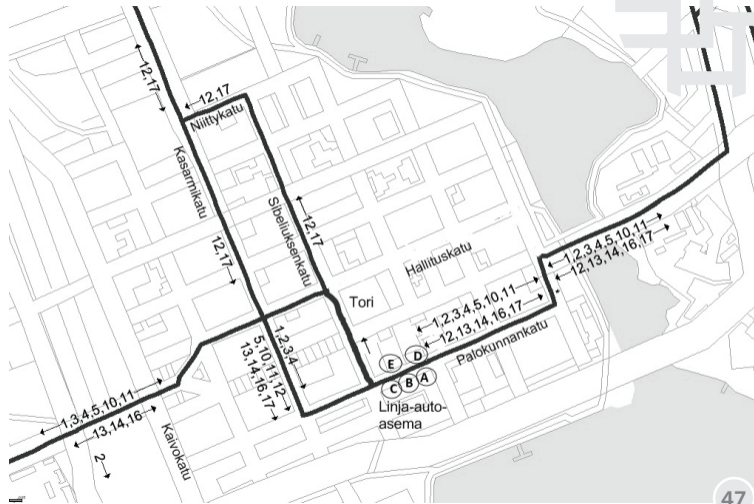 12,17
12,17
Niittykatu
Kasarmikatu
Sibeliuksenkatu
12,17
12,17
Hallituskatu
Tori
1,2,3,4,5,10,11
12,13,14,16,17
1,2,3,4,5,10,11
12,13,14,16,17
Palokunnankatu
1,2,3,4
5,10,11,12
13,14,16,17
E
D
C
B
A
Linja-auto-
asema
1,3,4,5,10,11
13,14,16
2
Kaivokatu
47